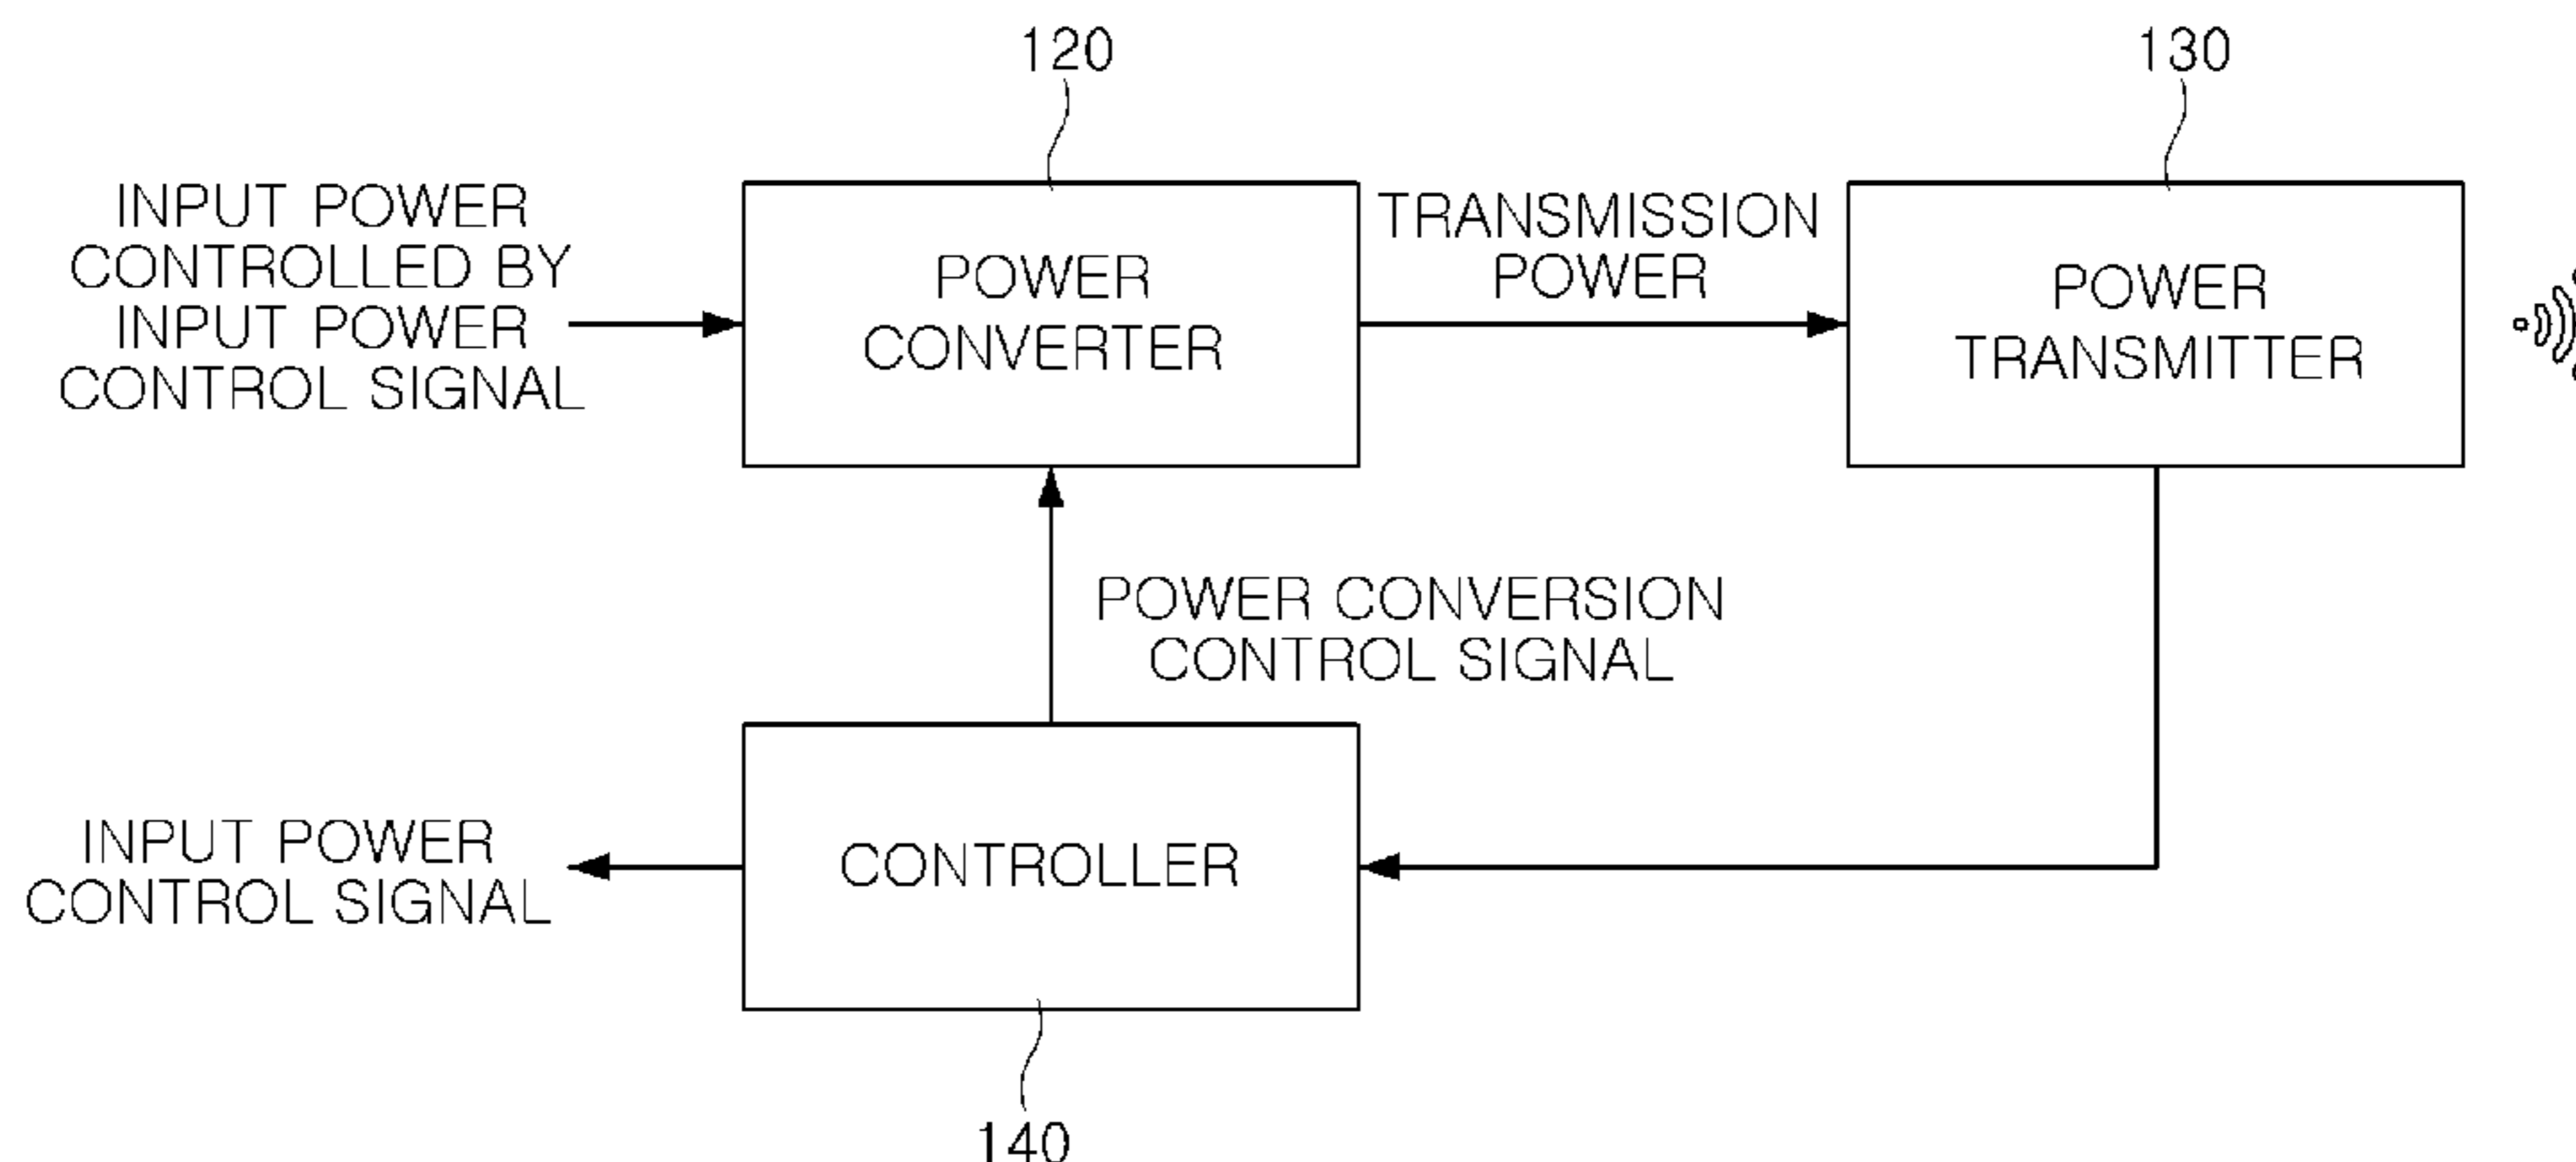 120
130
INPUT POWER
CONTROLLED BY
INPUT POWER
CONTROL SIGNAL
POWER
CONVERTER
TRANSMISSION
POWER
POWER
TRANSMITTER
POWER CONVERSION
CONTROL SIGNAL
INPUT POWER
CONTROL SIGNAL
CONTROLLER
140